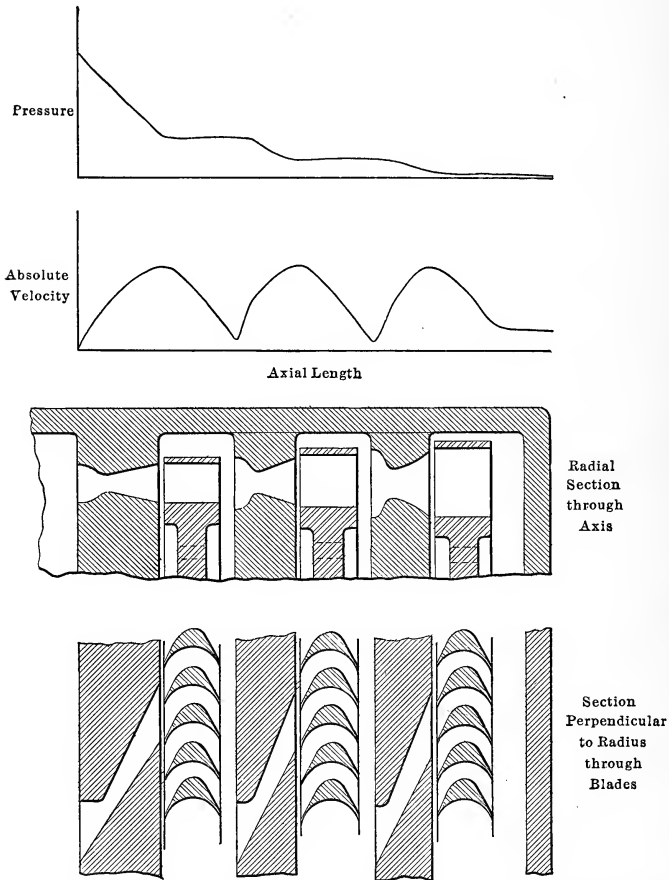 Pressure
Absolute
Velocity
Axial Length
Radial
Section
through
Axis
Section
Perpendicular
to Radius
through
Blades